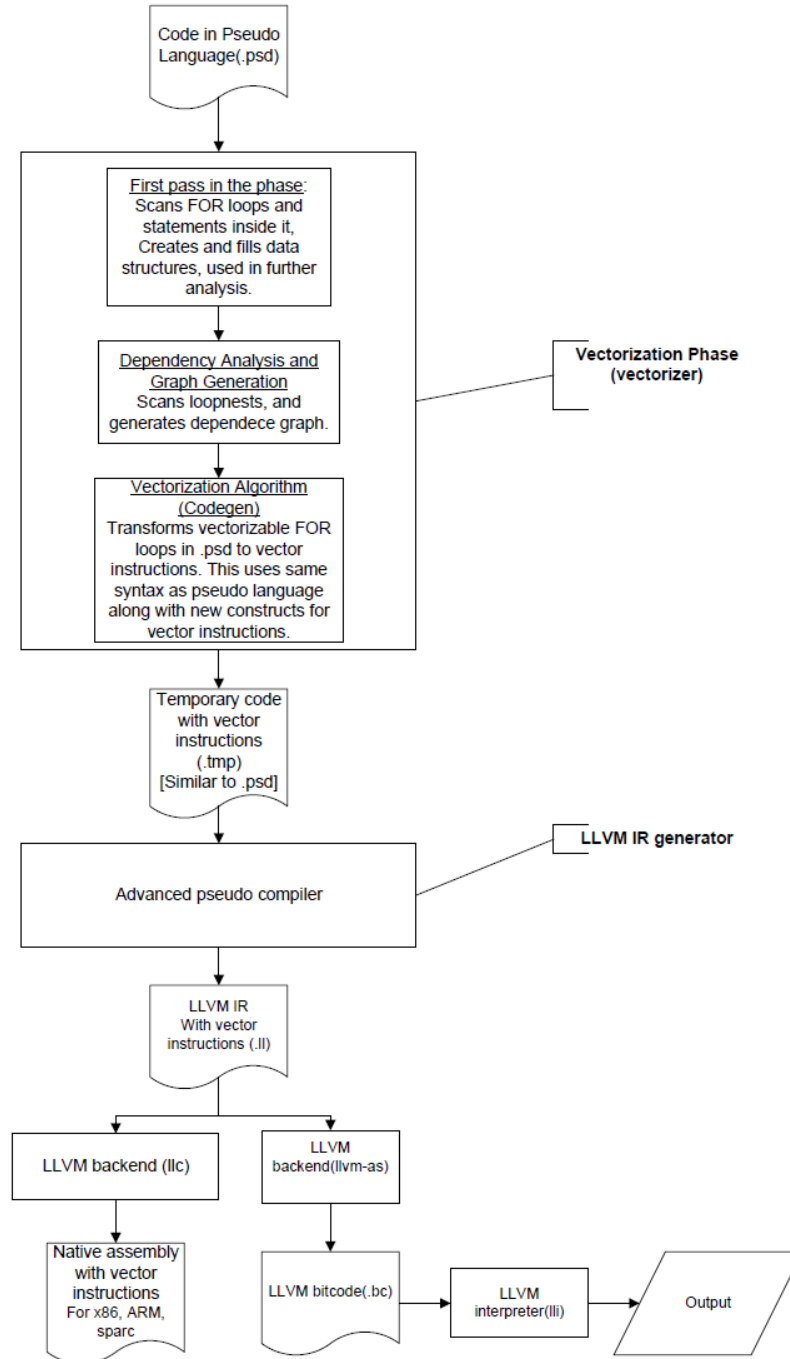 Code in Pseudo
Language(.psd)
First pass in the phase:
Scans FOR loops and
statements inside it,
Creates and fills data
structures, used in further
analysis.
Dependency Analysis and
Graph Generation
Scans loopnests, and
generates dependece graph.
Vectorization Phase
(vectorizer)
Vectorization Algorithm
(Codegen)
Transforms vectorizable FOR
loops in .psd to vector
instructions. This uses same
syntax as pseudo language
along with new constructs for
vector instructions.
Temporary code
with vector
instructions
(.tmp)
[Similar to .psd]
LLVM IR generator
Advanced pseudo compiler
LLVM IR
With vector
instructions (.ll)
LLVM backend (llc)
LLVM
backend(llvm-as)
Native assembly
with vector
instructions
For x86, ARM,
sparc
LLVM bitcode(.bc)
LLVM
interpreter(lli)
Output